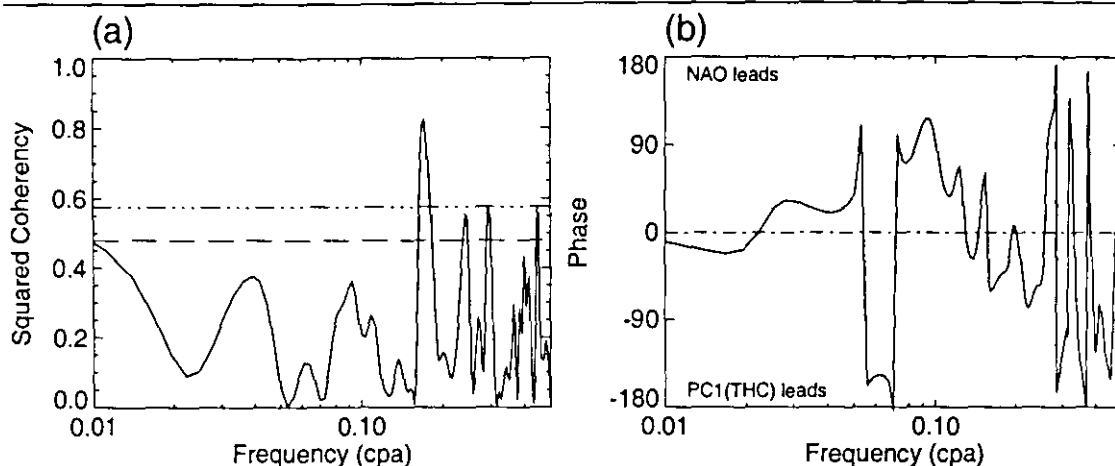 (a)
1.0
0.8
0.6
0.4
0.2
0.0
Squared Coherency
0.01
0.10
Frequency (cpa)
(b)
180
90
0
-90
-180
Phase
NAO leads
PC1(THC) leads
0.01
0.10
Frequency (cpa)